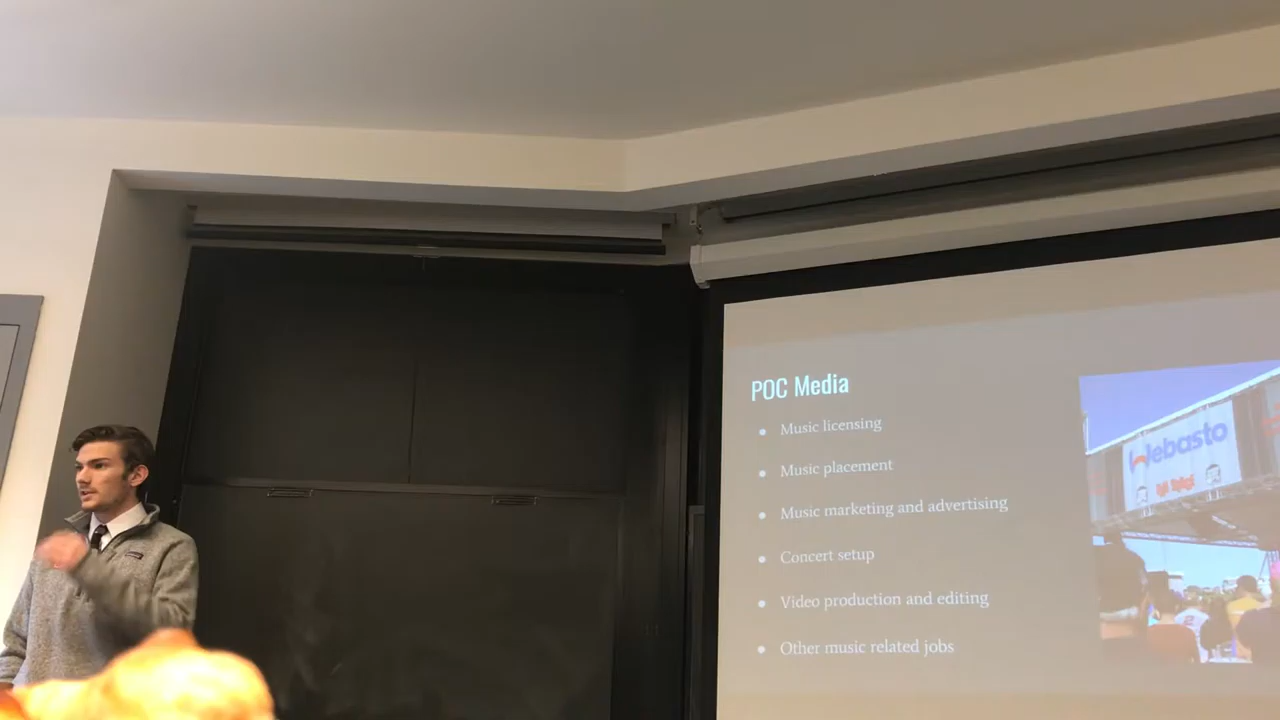 POC Media
Music licensing
Music placement
Music marketing and advertising
Concert setup
Video production and editing
Other music related jobs
Webasto